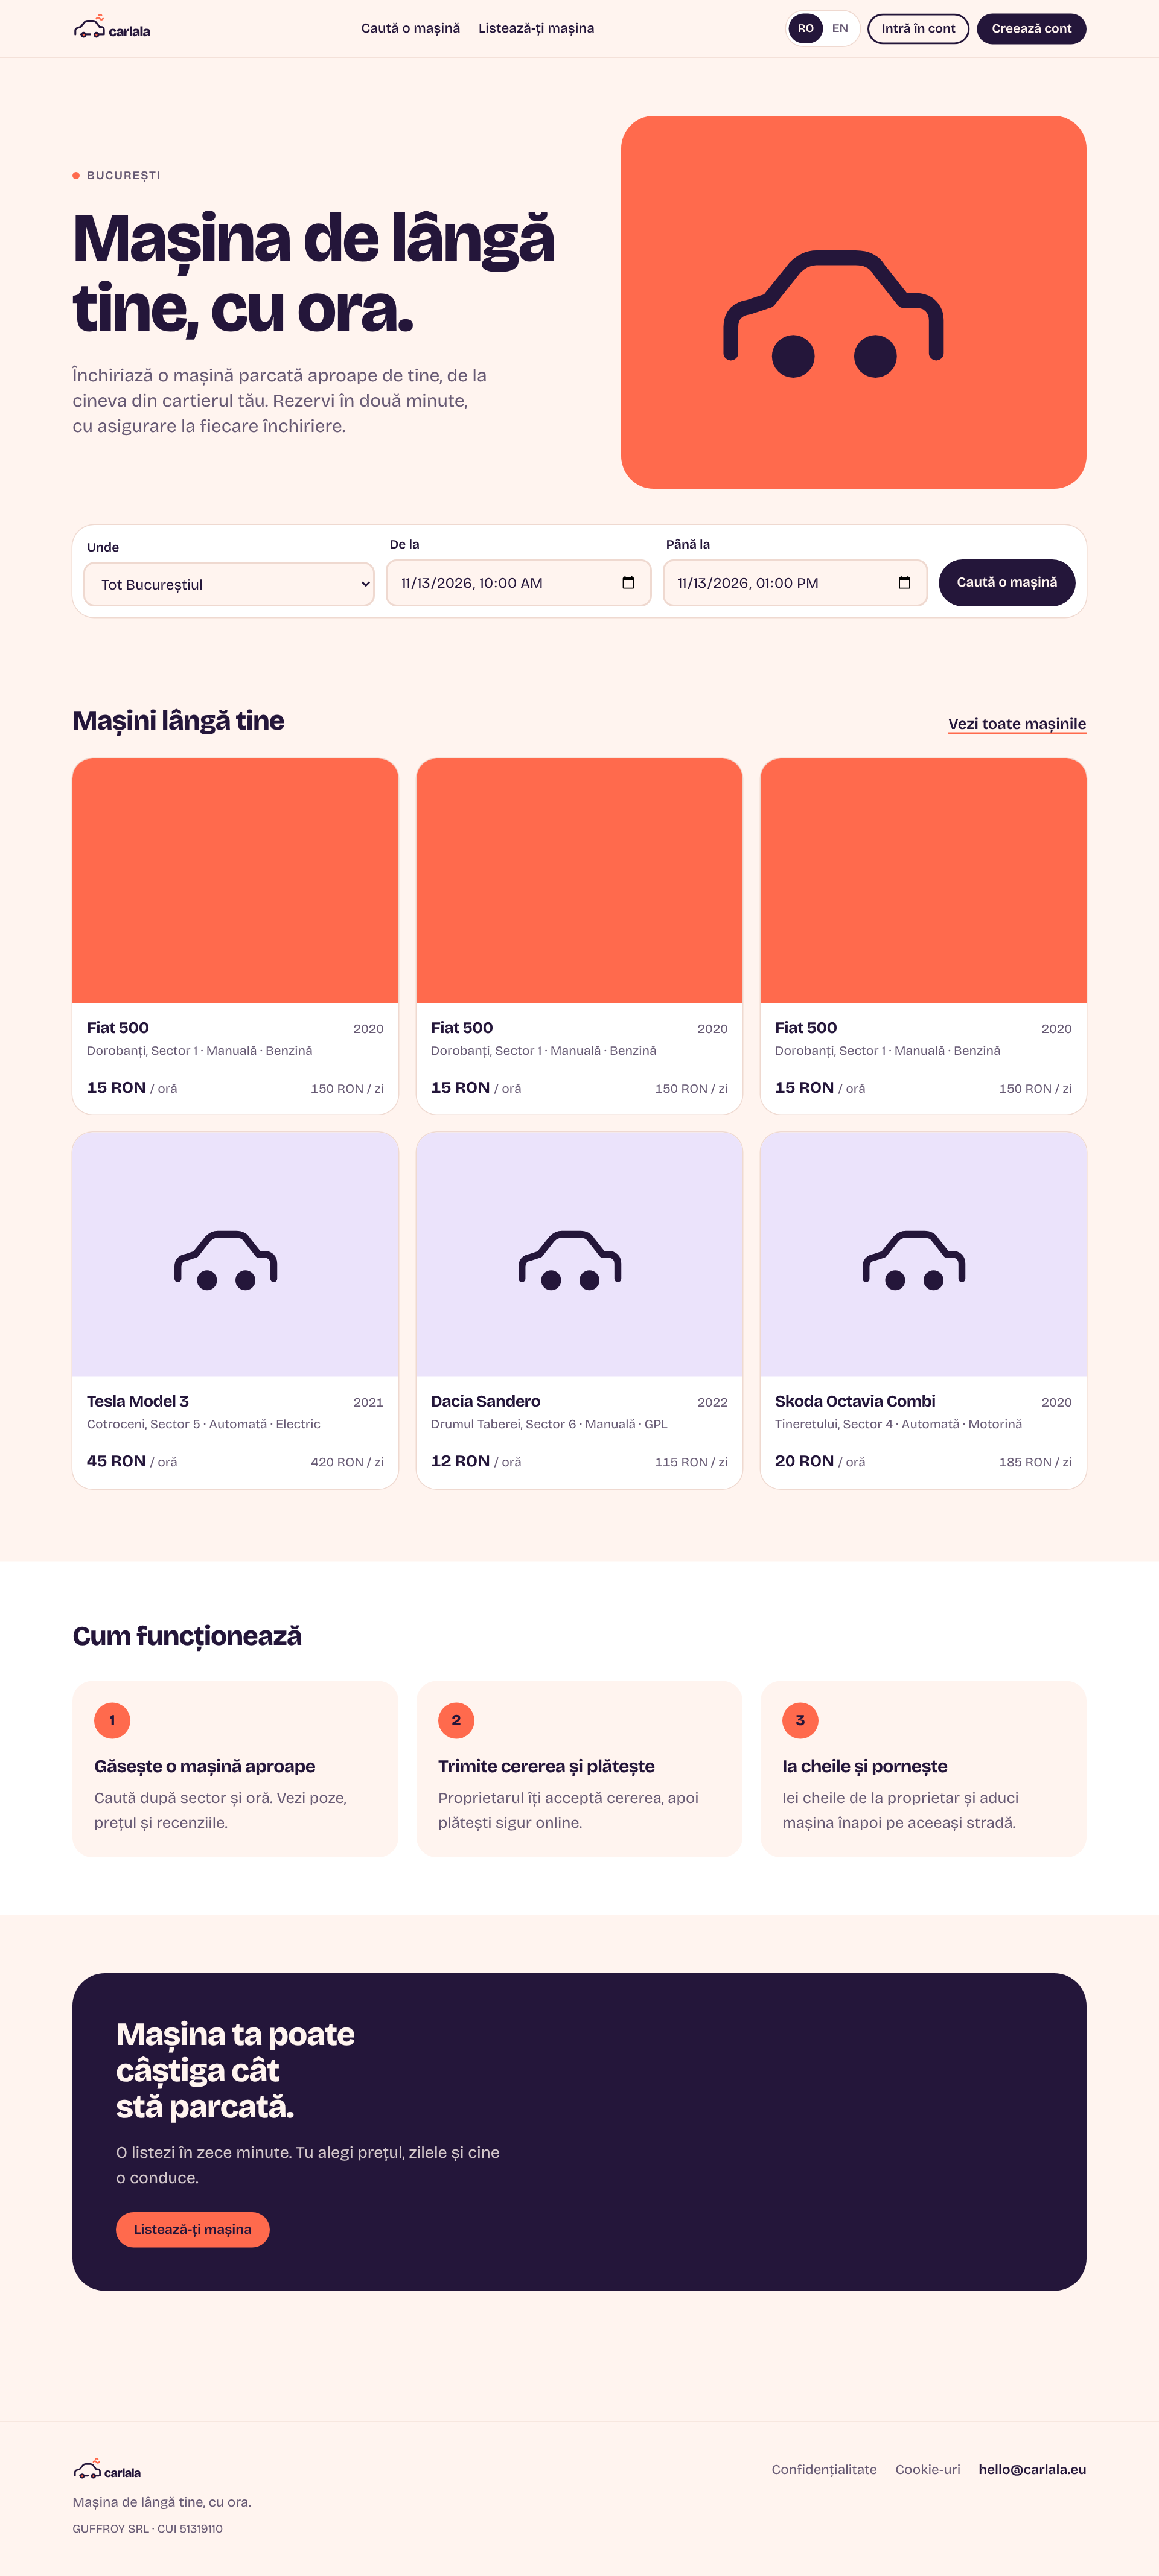 carlala
Caută o mașină
Listează-ți mașina
RO
EN
Intră în cont
Creează cont
BUCUREȘTI
Mașina de lângă
tine, cu ora.
Închiriază o mașină parcată aproape de tine, de la
cineva din cartierul tău. Rezervi în două minute,
cu asigurare la fiecare închiriere.
Unde
De la
Până la
Tot Bucureștiul
11/13/2026, 10:00 AM
11/13/2026, 01:00 PM
Caută o mașină
Mașini lângă tine
Vezi toate mașinile
Fiat 500
2020
Dorobanți, Sector 1 · Manuală · Benzină
15 RON / oră
150 RON / zi
Fiat 500
2020
Dorobanți, Sector 1 · Manuală · Benzină
15 RON / oră
150 RON / zi
Fiat 500
2020
Dorobanți, Sector 1 · Manuală · Benzină
15 RON / oră
150 RON / zi
Tesla Model 3
2021
Cotroceni, Sector 5 · Automată · Electric
45 RON / oră
420 RON / zi
Dacia Sandero
2022
Drumul Taberei, Sector 6 · Manuală · GPL
12 RON / oră
115 RON / zi
Skoda Octavia Combi
2020
Tineretului, Sector 4 · Automată · Motorină
20 RON / oră
185 RON / zi
Cum funcționează
1
Găsește o mașină aproape
Caută după sector și oră. Vezi poze,
prețul și recenziile.
2
Trimite cererea și plătește
Proprietarul îți acceptă cererea, apoi
plătești sigur online.
3
Ia cheile și pornește
Iei cheile de la proprietar și aduci
mașina înapoi pe aceeași stradă.
Mașina ta poate
câștiga cât
stă parcată.
O listezi în zece minute. Tu alegi prețul, zilele și cine
o conduce.
Listează-ți mașina
carlala
Confidențialitate
Cookie-uri
hello@carlala.eu
Mașina de lângă tine, cu ora.
GUFFROY SRL · CUI 51319110